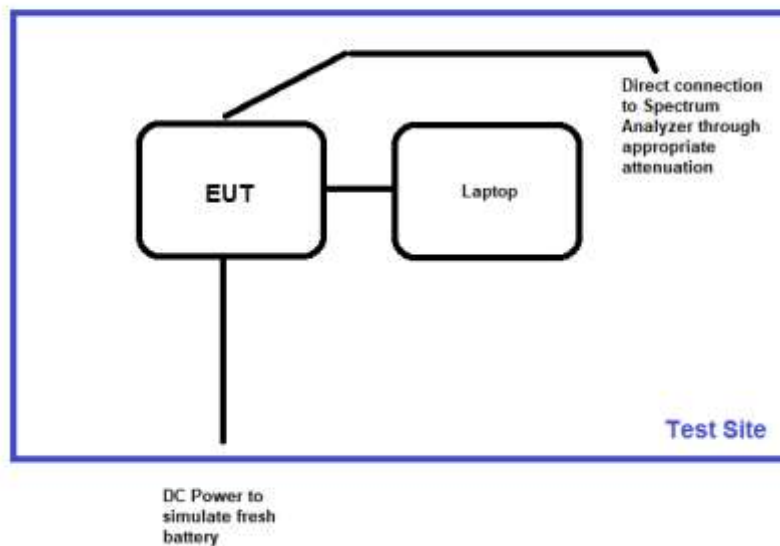 Direct connection
to Spectrum
Analyzer through
appropriate
attenuation
EUT
Laptop
Test Site
DC Power to
simulate fresh
battery